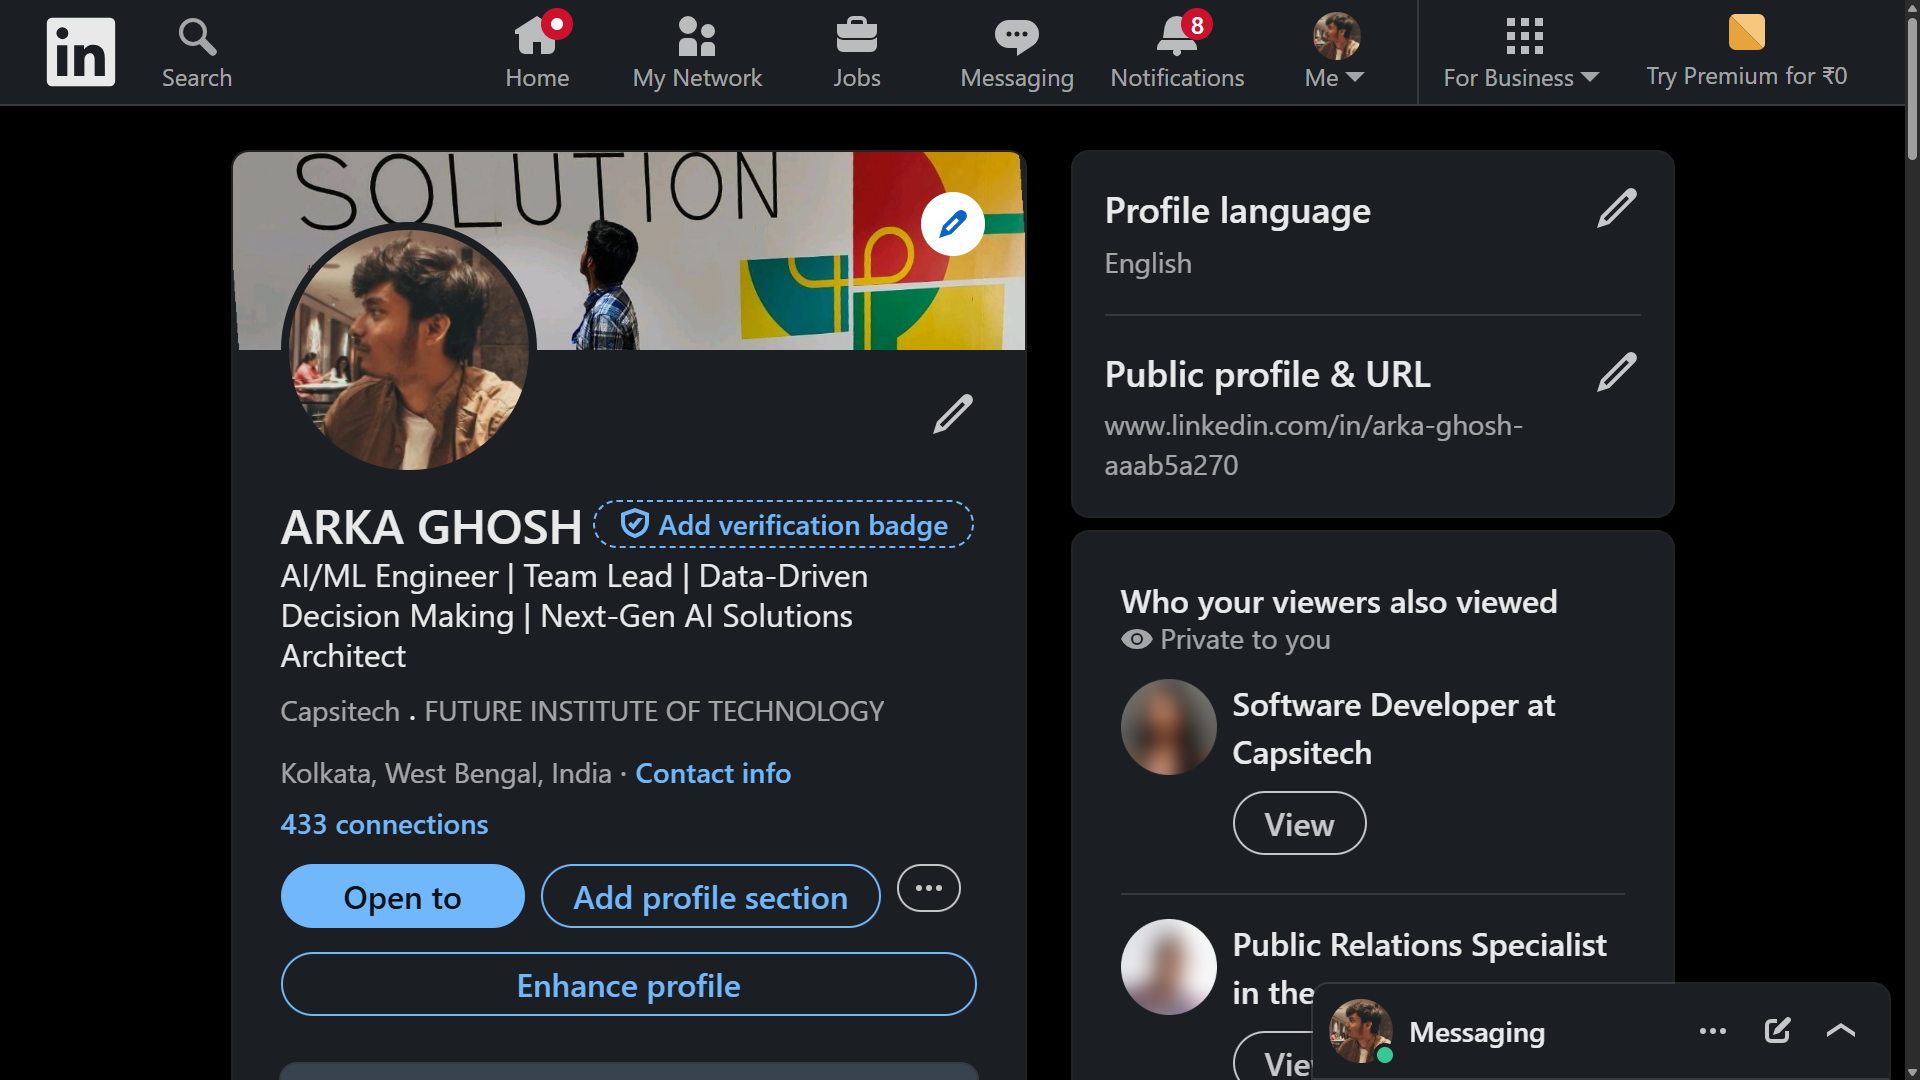 in
Search
Home
My Network
Jobs
Messaging
8
Notifications
Me
For Business
Try Premium for ₹0
SOLUTION
ARKA GHOSH
Add verification badge
AI/ML Engineer | Team Lead | Data-Driven
Decision Making | Next-Gen AI Solutions
Architect
Capsitech . FUTURE INSTITUTE OF TECHNOLOGY
Kolkata, West Bengal, India · Contact info
433 connections
Open to
Add profile section
Enhance profile
Profile language
English
Public profile & URL
www.linkedin.com/in/arka-ghosh-
aaab5a270
Who your viewers also viewed
Private to you
Software Developer at
Capsitech
View
Public Relations Specialist
in the
Messaging